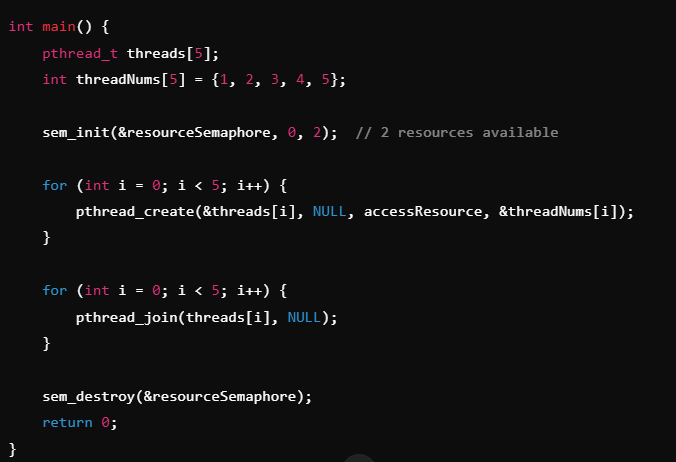 int main() {
    pthread_t threads[5];
    int threadNums[5] = {1, 2, 3, 4, 5};
    sem_init(&resourceSemaphore, 0, 2);  // 2 resources available
    for (int i = 0; i < 5; i++) {
        pthread_create(&threads[i], NULL, accessResource, &threadNums[i]);
    }
    for (int i = 0; i < 5; i++) {
        pthread_join(threads[i], NULL);
    }
    sem_destroy(&resourceSemaphore);
    return 0;
}